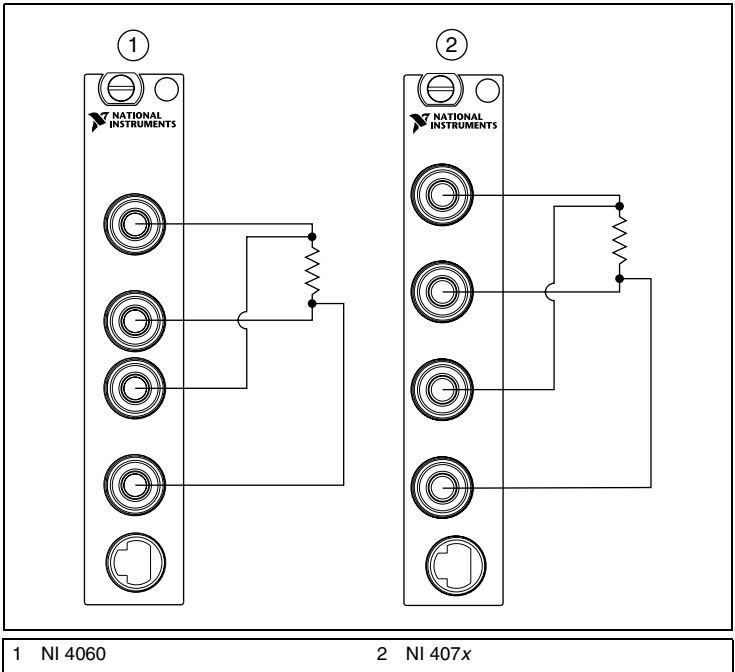 1 2
NATIONAL
INSTRUMENTS
NATIONAL
INSTRUMENTS
1 NI 4060 2 NI 407x